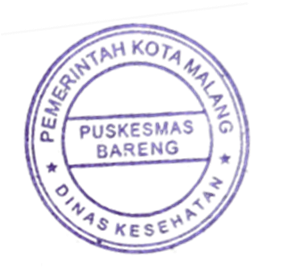 PEMERINTAH KOTA MALANG
PUSKESMAS
BARENG
DINAS KESEHATAN